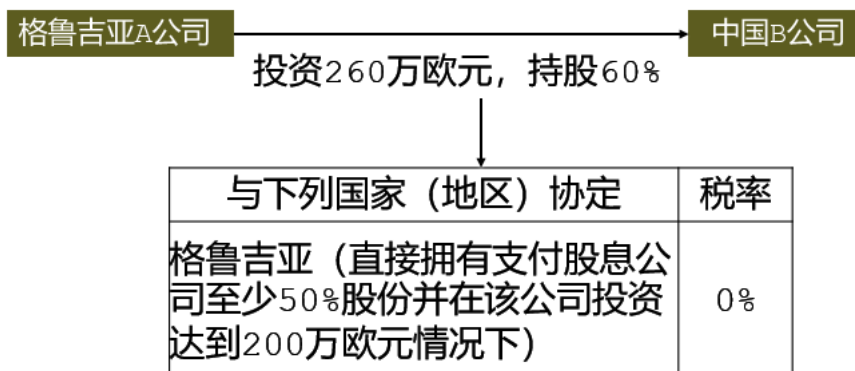 格鲁吉亚A公司
中国B公司
投资260万欧元，持股60%
与下列国家（地区）协定
税率
格鲁吉亚（直接拥有支付股息公
司至少50%股份并在该公司投资
达到200万欧元情况下）
0%